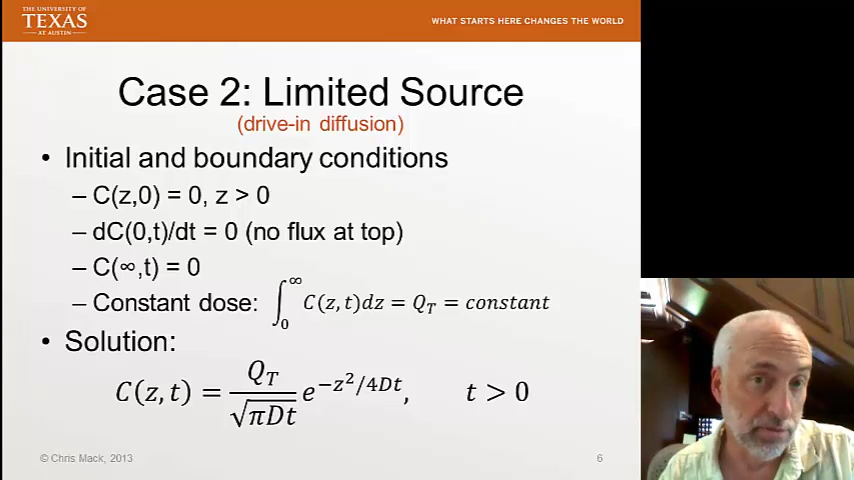 THE UNIVERSITY OF
TEXAS
AT AUSTIN
WHAT STARTS HERE CHANGES THE WORLD
Case 2: Limited Source
(drive-in diffusion)
• Initial and boundary conditions
– C(z,0) = 0, z > 0
– dC(0,t)/dt = 0 (no flux at top)
– C(∞,t) = 0
– Constant dose: ∫₀^∞ C(z,t)dz = Q_T = constant
• Solution:
C(z,t) = Q_T/√(πDt) e^(−z²/4Dt), t > 0
© Chris Mack, 2013
6